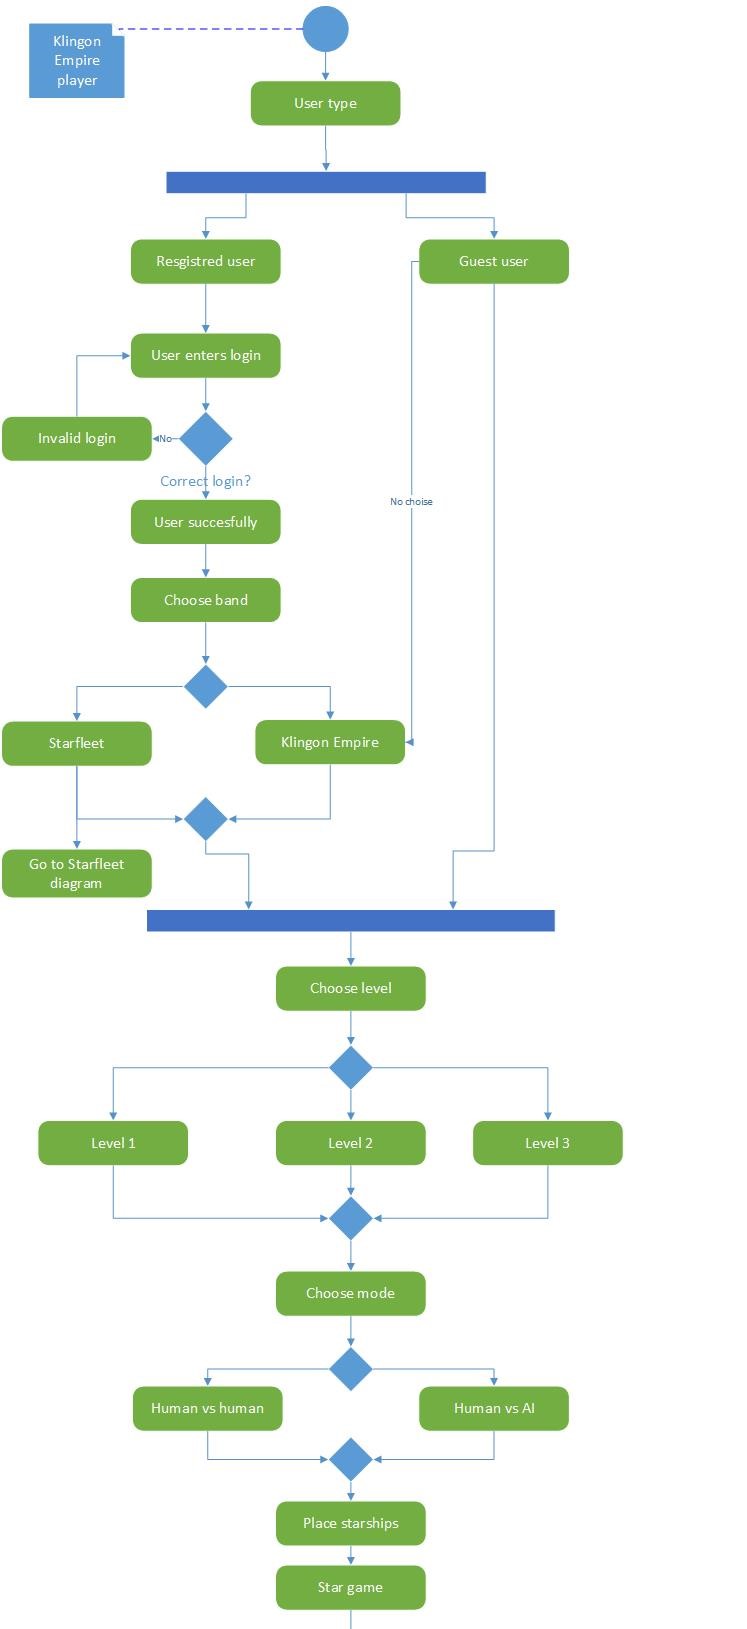 Klingon
Empire
player
User type
Resgistred user
Guest user
User enters login
Invalid login
No
Correct login?
No choise
User succesfully
Choose band
Starfleet
Klingon Empire
Go to Starfleet
diagram
Choose level
Level 1
Level 2
Level 3
Choose mode
Human vs human
Human vs AI
Place starships
Star game